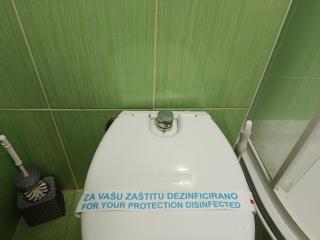 ZA VAŠU ZAŠTITU DEZINFICIRANO
FOR YOUR PROTECTION DISINFECTED